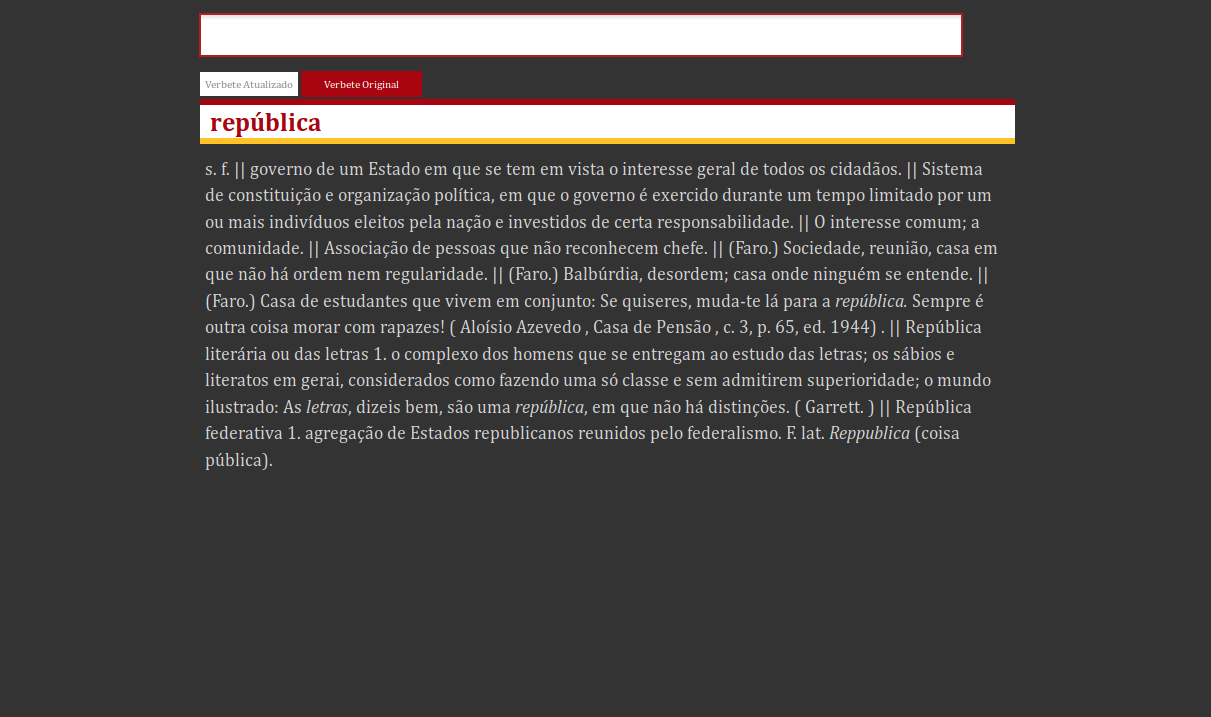 Verbete Atualizado Verbete Original
república
s. f. || governo de um Estado em que se tem em vista o interesse geral de todos os cidadãos. || Sistema
de constituição e organização política, em que o governo é exercido durante um tempo limitado por um
ou mais indivíduos eleitos pela nação e investidos de certa responsabilidade. || O interesse comum; a
comunidade. || Associação de pessoas que não reconhecem chefe. || (Faro.) Sociedade, reunião, casa em
que não há ordem nem regularidade. || (Faro.) Balbúrdia, desordem; casa onde ninguém se entende. ||
(Faro.) Casa de estudantes que vivem em conjunto: Se quiseres, muda-te lá para a república. Sempre é
outra coisa morar com rapazes! ( Aloísio Azevedo , Casa de Pensão , c. 3, p. 65, ed. 1944) . || República
literária ou das letras 1. o complexo dos homens que se entregam ao estudo das letras; os sábios e
literatos em gerai, considerados como fazendo uma só classe e sem admitirem superioridade; o mundo
ilustrado: As letras, dizeis bem, são uma república, em que não há distinções. ( Garrett. ) || República
federativa 1. agregação de Estados republicanos reunidos pelo federalismo. F. lat. Reppublica (coisa
pública).